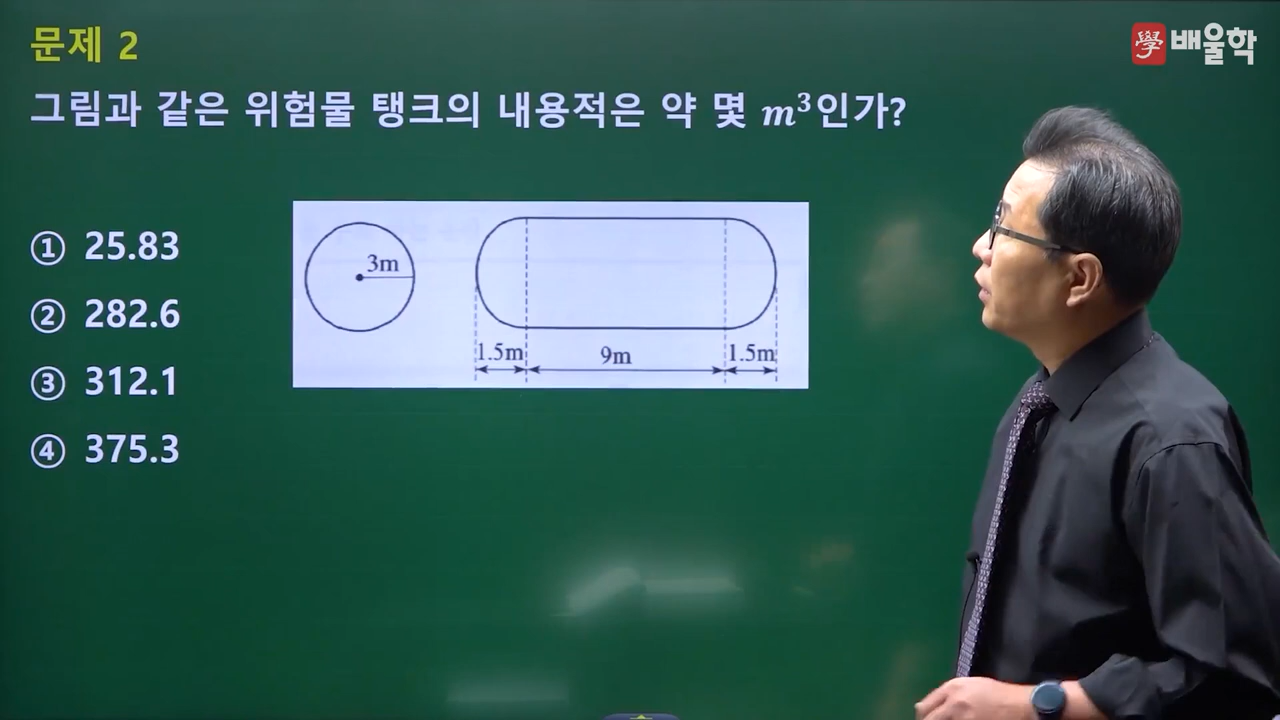 문제 2
學 배울학
그림과 같은 위험물 탱크의 내용적은 약 몇 m³인가?
① 25.83
② 282.6
③ 312.1
④ 375.3
3m
1.5m 9m 1.5m